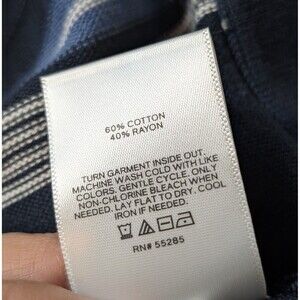 60% COTTON
40% RAYON
TURN GARMENT INSIDE OUT.
MACHINE WASH COLD WITH LIKE
COLORS. GENTLE CYCLE. ONLY
NON-CHLORINE BLEACH WHEN
NEEDED. LAY FLAT TO DRY. COOL
IRON IF NEEDED.
RN# 55285